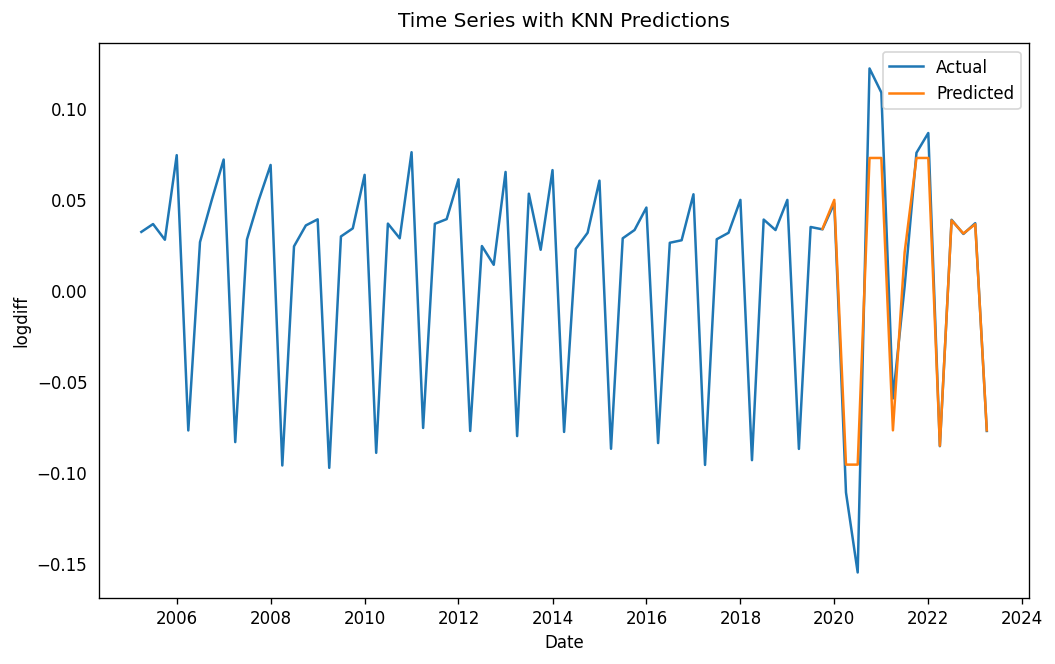 Time Series with KNN Predictions
Actual
Predicted
0.10
0.05
0.00
−0.05
−0.10
−0.15
logdiff
2006 2008 2010 2012 2014 2016 2018 2020 2022 2024
Date